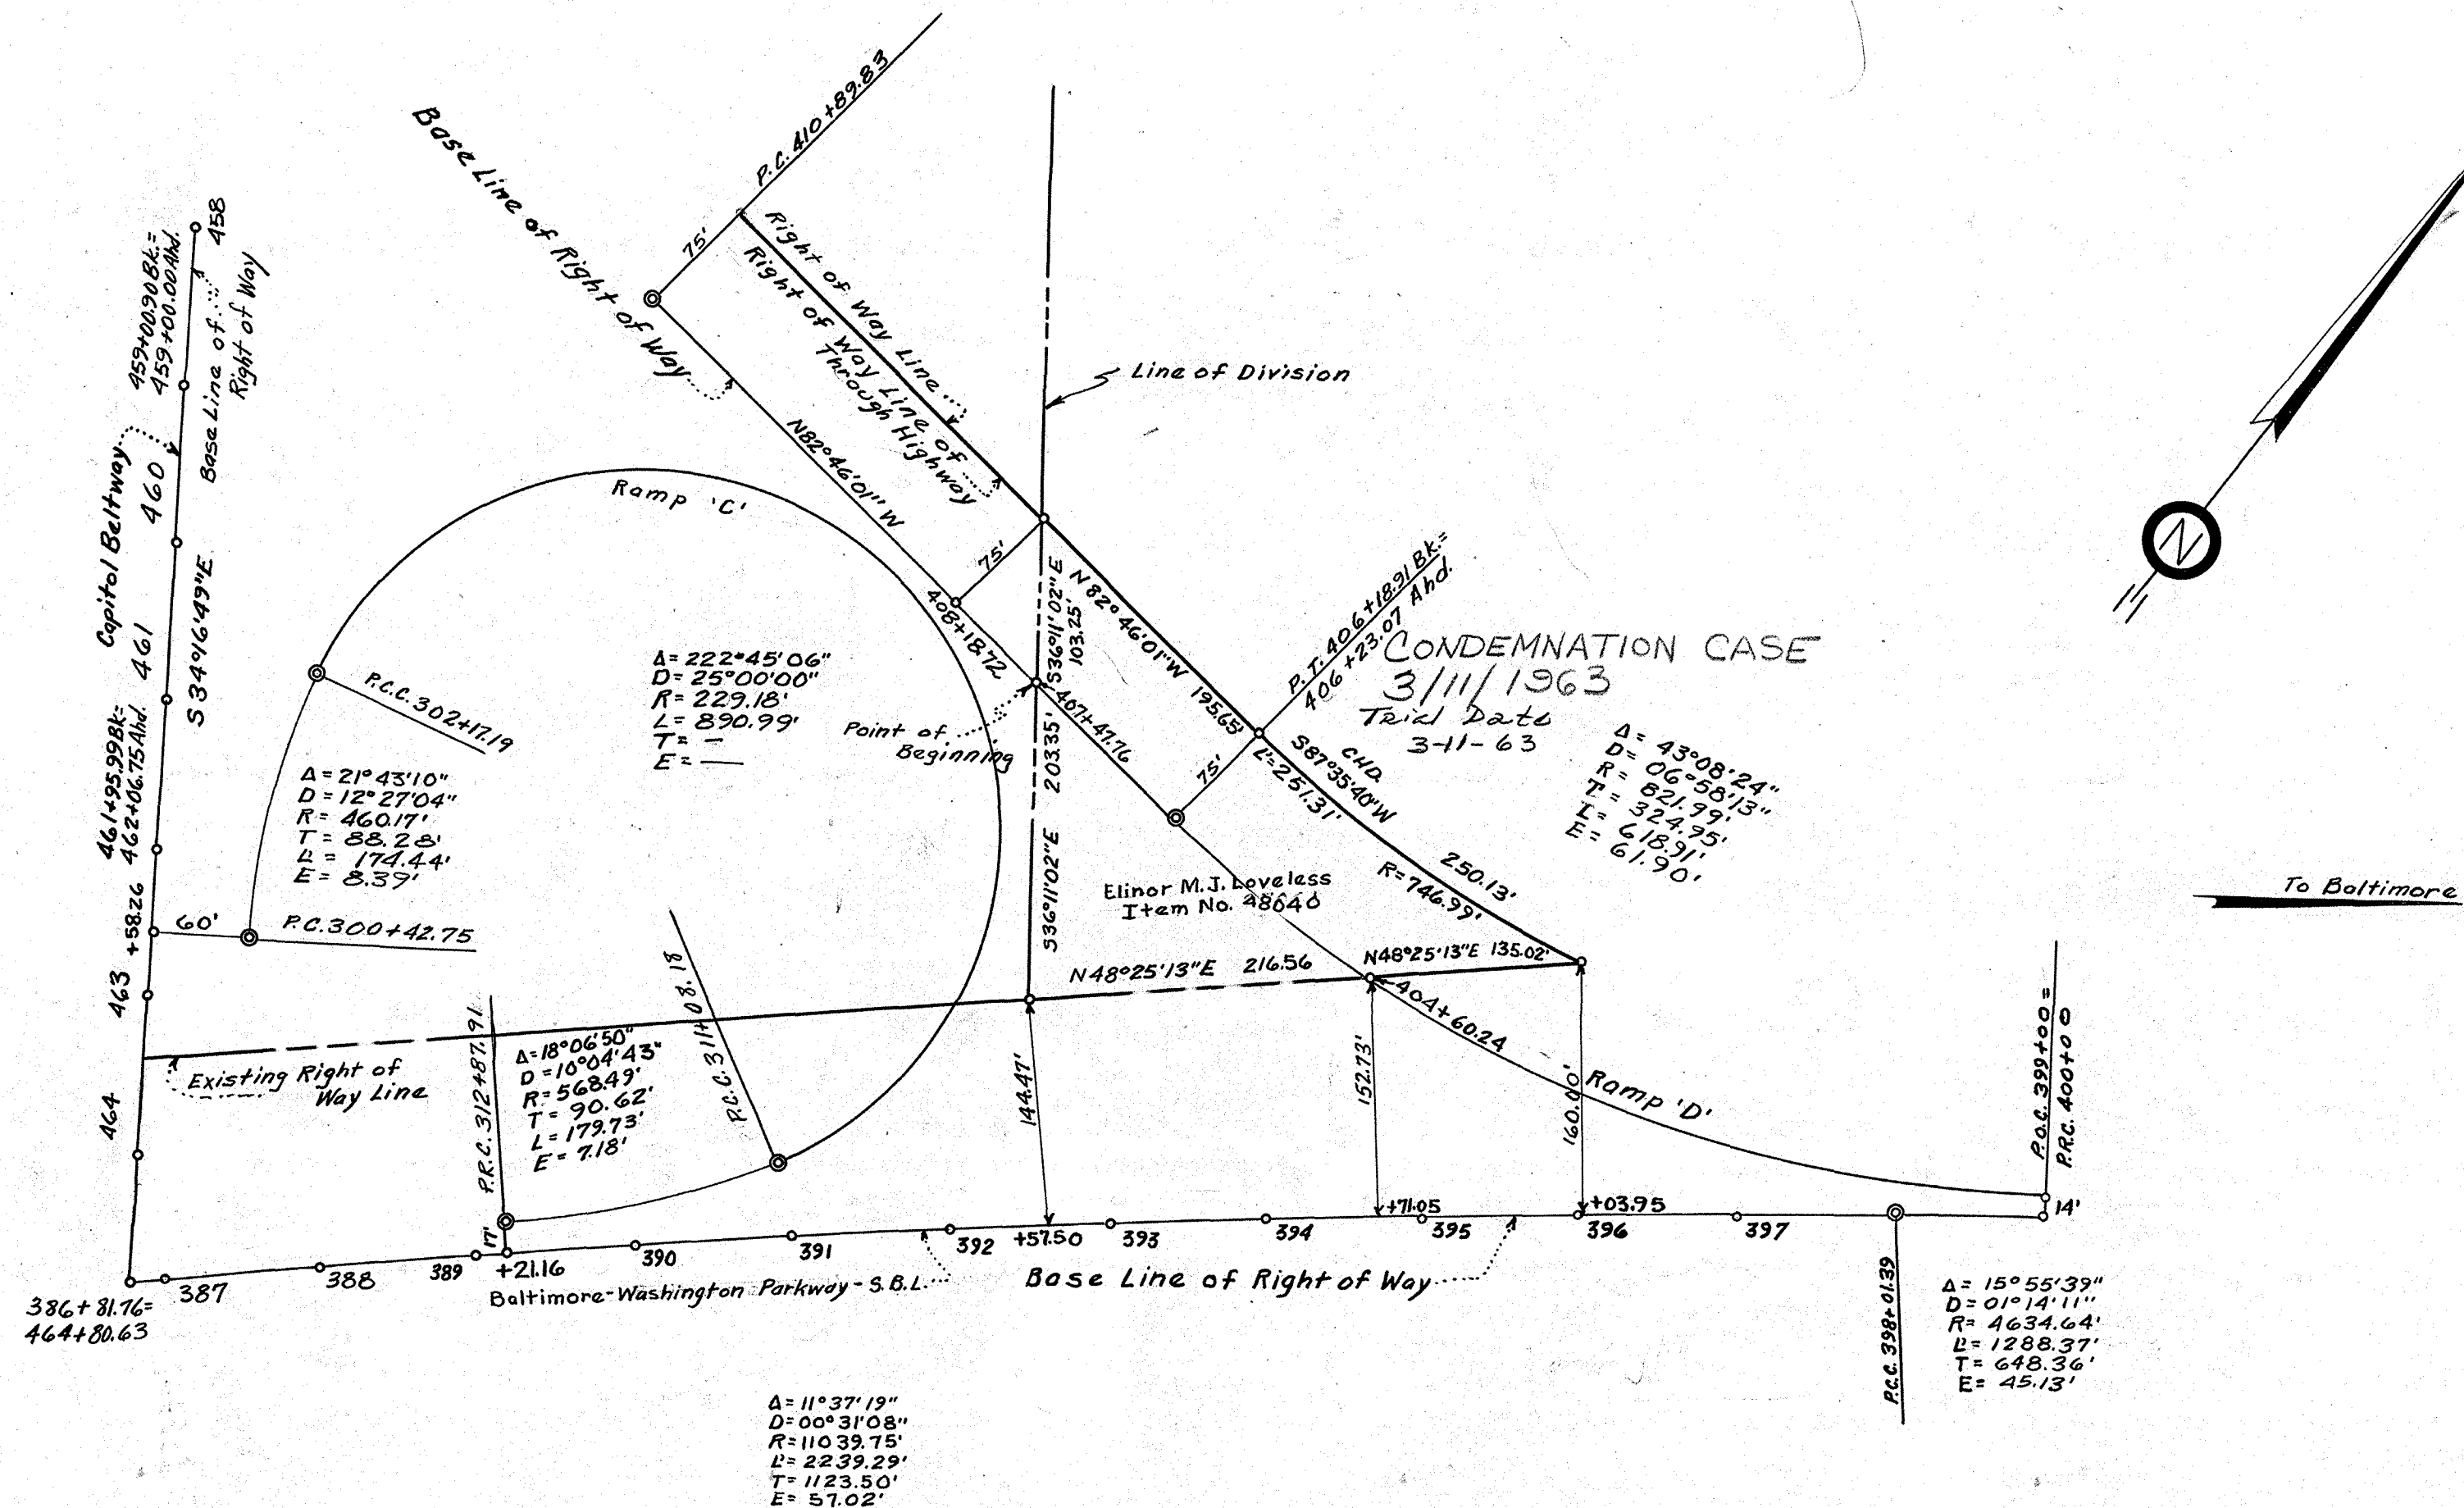 P.C. 410+89.83
Base Line of Right of Way
75'
Right of Way Line
Right of Way Line of
Through Highway
Line of Division
458
459+00.90Bk.=
459+00.00Ahd.
Base Line of
Right of Way
Capitol Beltway
460
461
S34°16'49"E
N82°46'01"W
Ramp 'C'
75'
408+18.72
S36°11'02"E
103.25'
N82°46'01"W 195.65'
P.T. 406+18.91 Bk.=
406+23.07 Ahd.
CONDEMNATION CASE
3/11/1963
Trial Date
3-11-63
N
P.C.C. 302+17.19
Δ=222°45'06"
D=25°00'00"
R=229.18'
L=890.99'
T= —
E= —
Point of
Beginning
407+47.76
203.35'
S36°11'02"E
75'
CHD.
S87°35'40"W
250.13'
L=251.31'
R=746.99'
Δ= 43°08'24"
D= 06°58'13"
R= 821.99'
T= 324.95'
L= 618.91'
E= 61.90'
461+95.99Bk=
462+06.75Ahd.
Δ=21°43'10"
D=12°27'04"
R=460.17'
T=88.28'
L=174.44'
E=8.39'
Elinor M.J. Loveless
Item No. 48640
To Baltimore
+58.26
60'
P.C. 300+42.75
463
N48°25'13"E 216.56
N48°25'13"E 135.02'
404+60.24
P.R.C. 312+87.91
P.C.C. 311+08.18
Δ=18°06'50"
D=10°04'43"
R=568.49'
T=90.62'
L=179.73'
E=7.18'
Existing Right of
Way Line
464
144.47'
152.73'
160.00'
Ramp 'D'
P.O.C. 399+00=
P.R.C. 400+00
14'
17'
386+81.76=
464+80.63
387
388
389
+21.16
390
391
392
+57.50
393
394
+71.05
395
+03.95
396
397
Baltimore-Washington Parkway-S.B.L.
Base Line of Right of Way
P.C.C. 398+01.39
Δ= 15°55'39"
D= 01°14'11"
R= 4634.64'
L= 1288.37'
T= 648.36'
E= 45.13'
Δ=11°37'19"
D=00°31'08"
R=11039.75'
L=2239.29'
T=1123.50'
E=57.02'